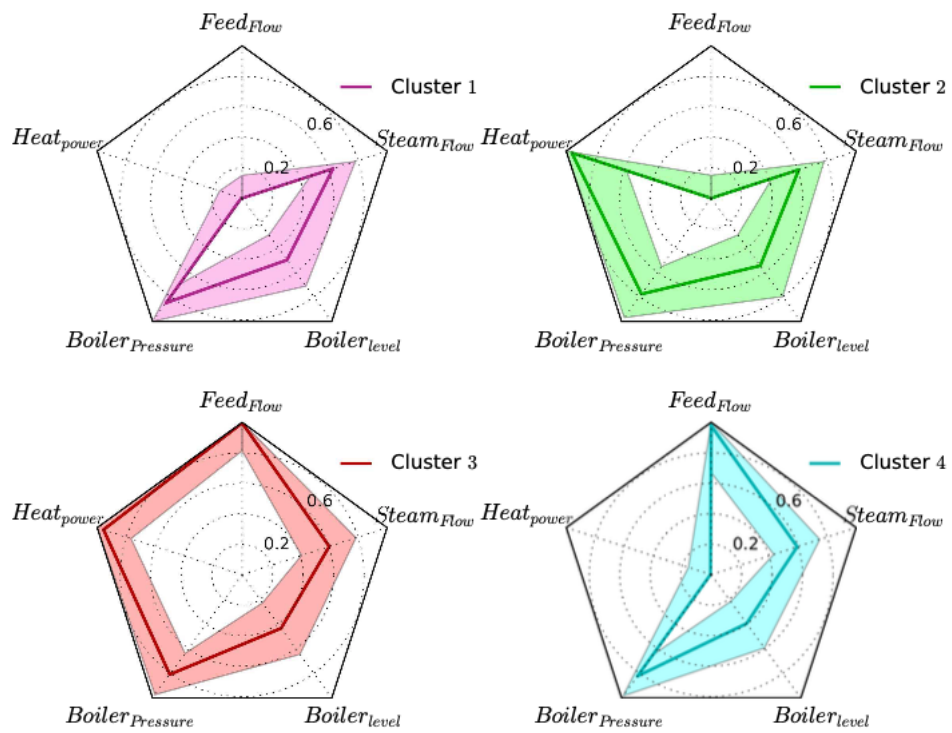 Feed_Flow Feed_Flow
Cluster 1 Cluster 2
0.6 0.6
Heat_power Steam_Flow Heat_power Steam_Flow
0.2 0.2
Boiler_Pressure Boiler_level Boiler_Pressure Boiler_level
Feed_Flow Feed_Flow
Cluster 3 Cluster 4
0.6 0.6
Heat_power Steam_Flow Heat_power Steam_Flow
0.2 0.2
Boiler_Pressure Boiler_level Boiler_Pressure Boiler_level